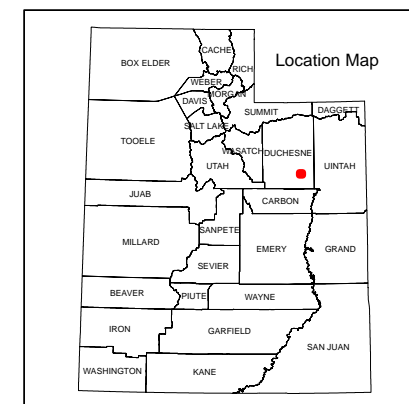 CACHE
BOX ELDER
Location Map
RICH
WEBER
MORGAN
DAVIS
SUMMIT
DAGGETT
SALT LAKE
TOOELE
WASATCH
DUCHESNE
UTAH
UINTAH
JUAB
CARBON
SANPETE
MILLARD
EMERY
GRAND
SEVIER
BEAVER
PIUTE
WAYNE
IRON
GARFIELD
SAN JUAN
WASHINGTON
KANE